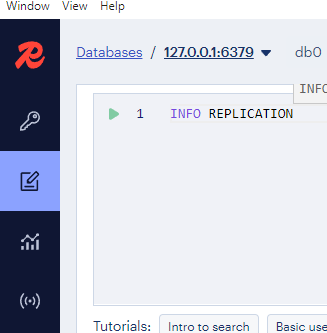 Window View Help
Databases / 127.0.0.1:6379 db0
INFO
1 INFO REPLICATION
Tutorials: Intro to search Basic use